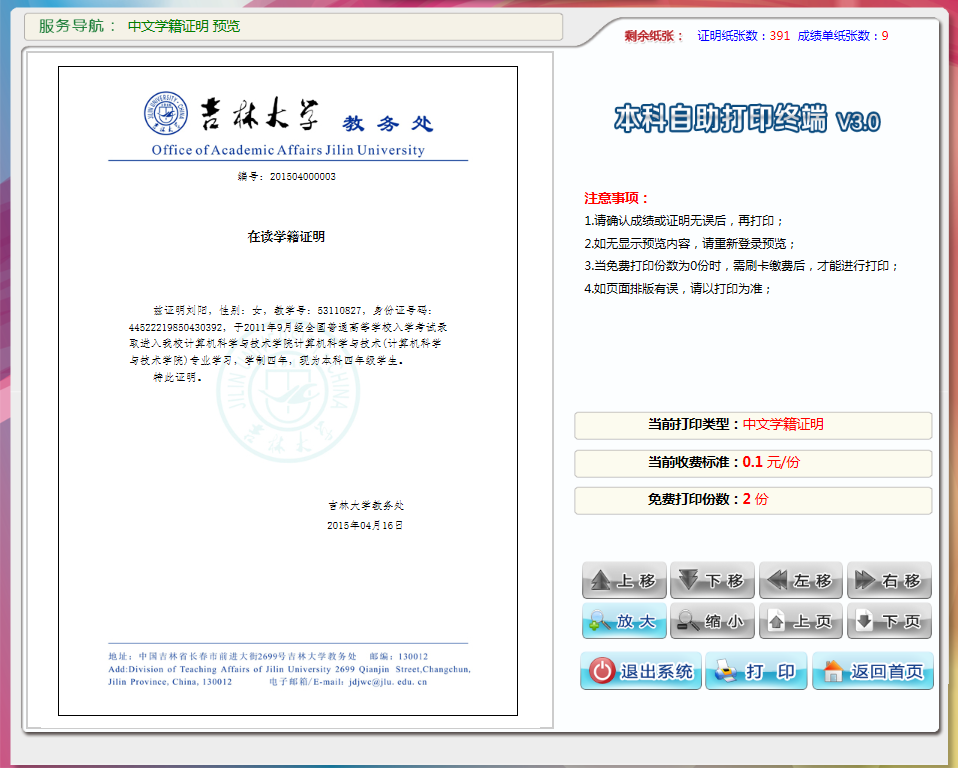 服务导航： 中文学籍证明 预览
剩余纸张： 证明纸张数：391 成绩单纸张数：9
吉林大学 教务处
Office of Academic Affairs Jilin University
编号：201504000003
在读学籍证明
兹证明刘阳，性别：女，教学号：53110827，身份证号码：
44522219850430392，于2011年9月经全国普通高等学校入学考试录
取进入我校计算机科学与技术学院计算机科学与技术(计算机科学
与技术学院)专业学习，学制四年，现为本科四年级学生。
特此证明。
JILIN CHINA
吉林大学
吉林大学教务处
2015年04月16日
地址：中国吉林省长春市前进大街2699号吉林大学教务处 邮编：130012
Add:Division of Teaching Affairs of Jilin University 2699 Qianjin Street,Changchun,
Jilin Province, China, 130012 电子邮箱/E-mail: jdjwc@jlu. edu. cn
本科自助打印终端 V3.0
注意事项：
1.请确认成绩或证明无误后，再打印；
2.如无显示预览内容，请重新登录预览；
3.当免费打印份数为0份时，需刷卡缴费后，才能进行打印；
4.如页面排版有误，请以打印为准；
当前打印类型：中文学籍证明
当前收费标准：0.1 元/份
免费打印份数：2 份
上移 下移 左移 右移
放大 缩小 上页 下页
退出系统 打印 返回首页